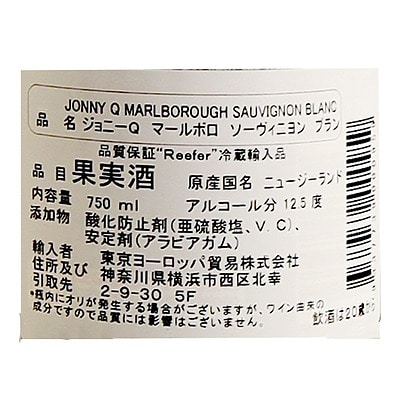 JONNY Q MARLBOROUGH SAUVIGNON BLANC
品 名 ジョニーQ マールボロ ソーヴィニヨン ブラン
品質保証“Reefer”冷蔵輸入品
品目 果実酒 原産国名 ニュージーランド
内容量 750 ml アルコール分 12.5 度
添加物 酸化防止剤(亜硫酸塩、V. C)、
安定剤(アラビアガム)
輸入者 東京ヨーロッパ貿易株式会社
住所及び 神奈川県横浜市西区北幸
引取先 2-9-30 5F
*瓶内にオリが発生する場合がございますが、ワイン由来の
成分ですので品質には影響はございません。
飲酒は20歳から